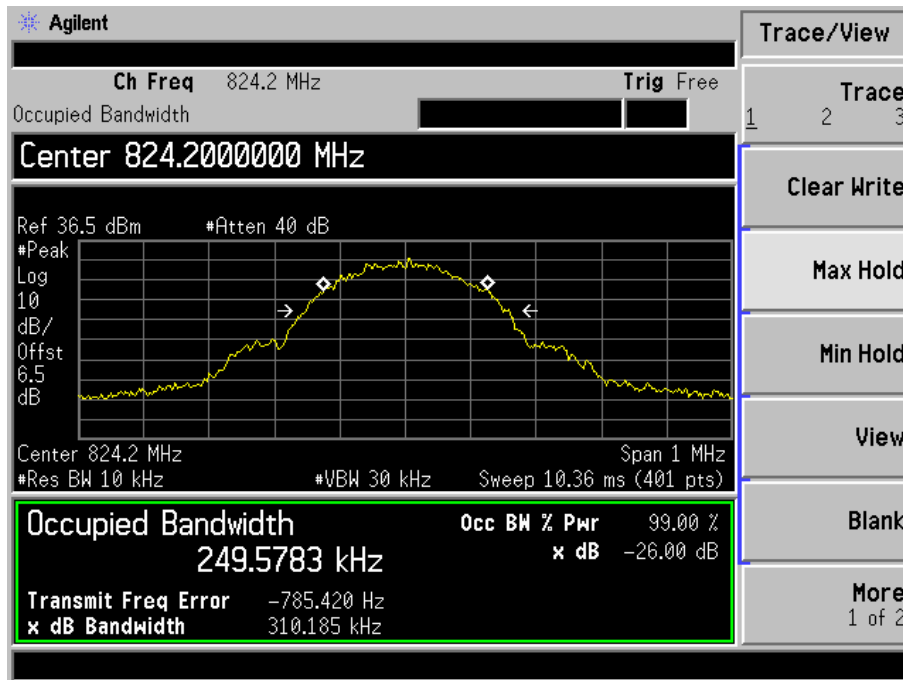 Agilent
Trace/View
Ch Freq 824.2 MHz Trig Free
Occupied Bandwidth
Trace
1 2 3
Center 824.2000000 MHz
Clear Write
Ref 36.5 dBm #Atten 40 dB
#Peak
Log
10
dB/
Offst
6.5
dB
Max Hold
Min Hold
Center 824.2 MHz Span 1 MHz
#Res BW 10 kHz #VBW 30 kHz Sweep 10.36 ms (401 pts)
View
Occupied Bandwidth Occ BW % Pwr 99.00 %
249.5783 kHz x dB -26.00 dB
Blank
Transmit Freq Error -785.420 Hz
x dB Bandwidth 310.185 kHz
More
1 of 2